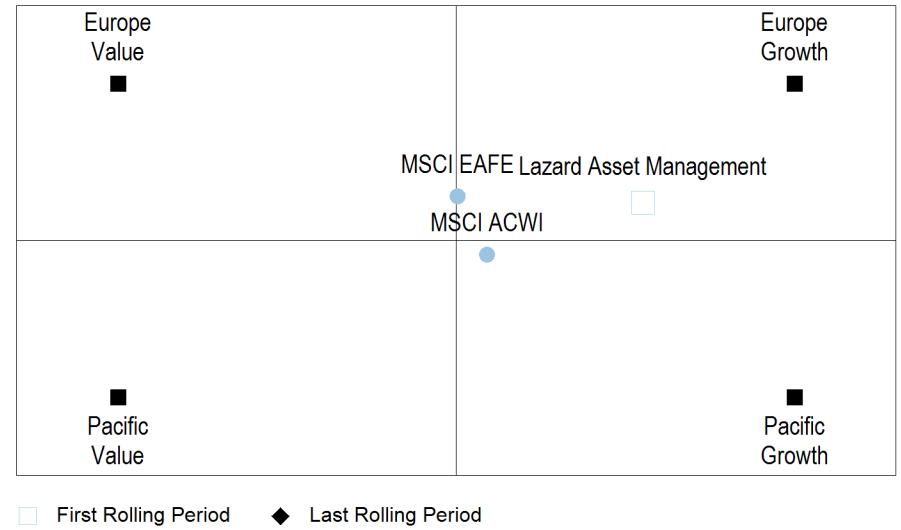 Europe
Value
Europe
Growth
MSCI EAFE
Lazard Asset Management
MSCI ACWI
Pacific
Value
Pacific
Growth
First Rolling Period
Last Rolling Period